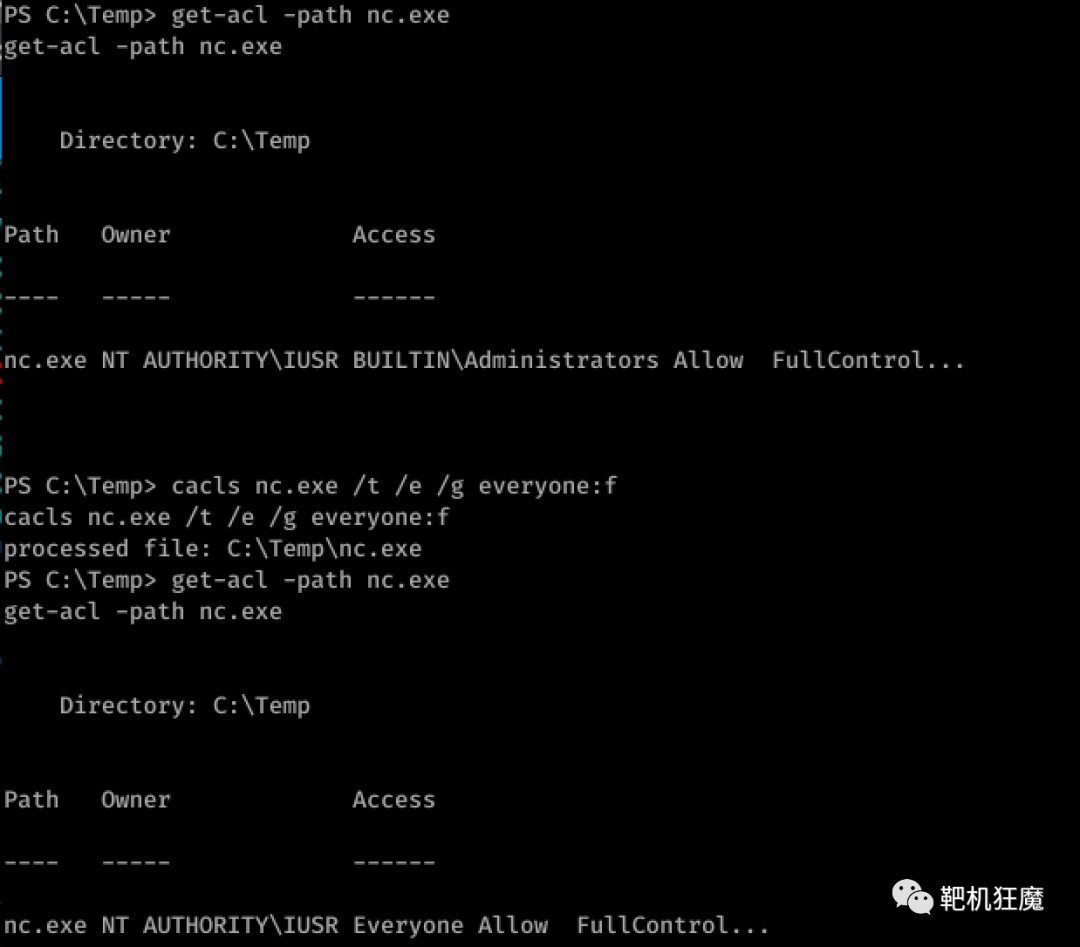 PS C:\Temp> get-acl -path nc.exe
get-acl -path nc.exe
Directory: C:\Temp
Path Owner Access
---- ----- ------
nc.exe NT AUTHORITY\IUSR BUILTIN\Administrators Allow FullControl...
PS C:\Temp> cacls nc.exe /t /e /g everyone:f
cacls nc.exe /t /e /g everyone:f
processed file: C:\Temp\nc.exe
PS C:\Temp> get-acl -path nc.exe
get-acl -path nc.exe
Directory: C:\Temp
Path Owner Access
---- ----- ------
nc.exe NT AUTHORITY\IUSR Everyone Allow FullControl...
靶机狂魔